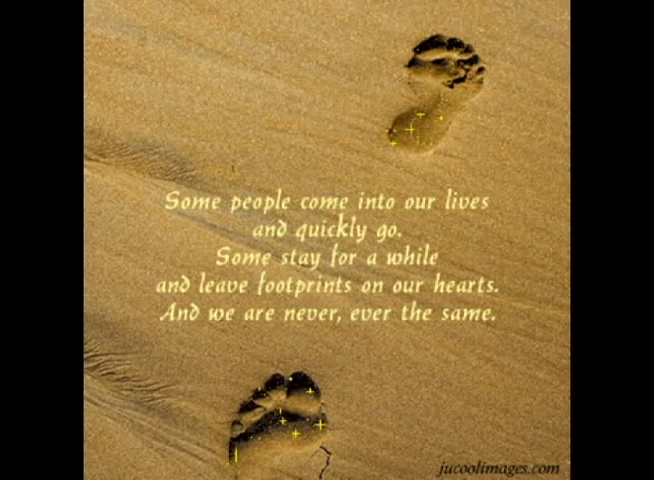 Some people come into our lives
and quickly go.
Some stay for a while
and leave footprints on our hearts.
And we are never, ever the same.
jucoolimages.com